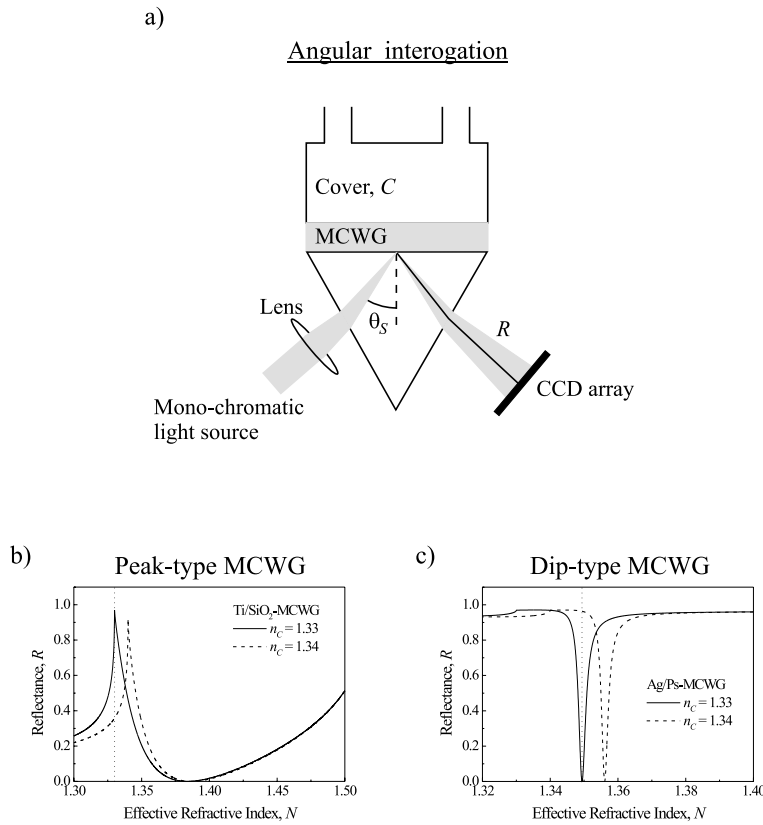 a)
Angular interogation
Cover, C
MCWG
Lens
θS
R
CCD array
Mono-chromatic
light source
b)
Peak-type MCWG
Ti/SiO2-MCWG
nC = 1.33
nC = 1.34
Reflectance, R
1.0
0.8
0.6
0.4
0.2
0.0
1.30
1.35
1.40
1.45
1.50
Effective Refractive Index, N
c)
Dip-type MCWG
Ag/Ps-MCWG
nC = 1.33
nC = 1.34
Reflectance, R
1.0
0.8
0.6
0.4
0.2
0.0
1.32
1.34
1.36
1.38
1.40
Effective Refractive Index, N